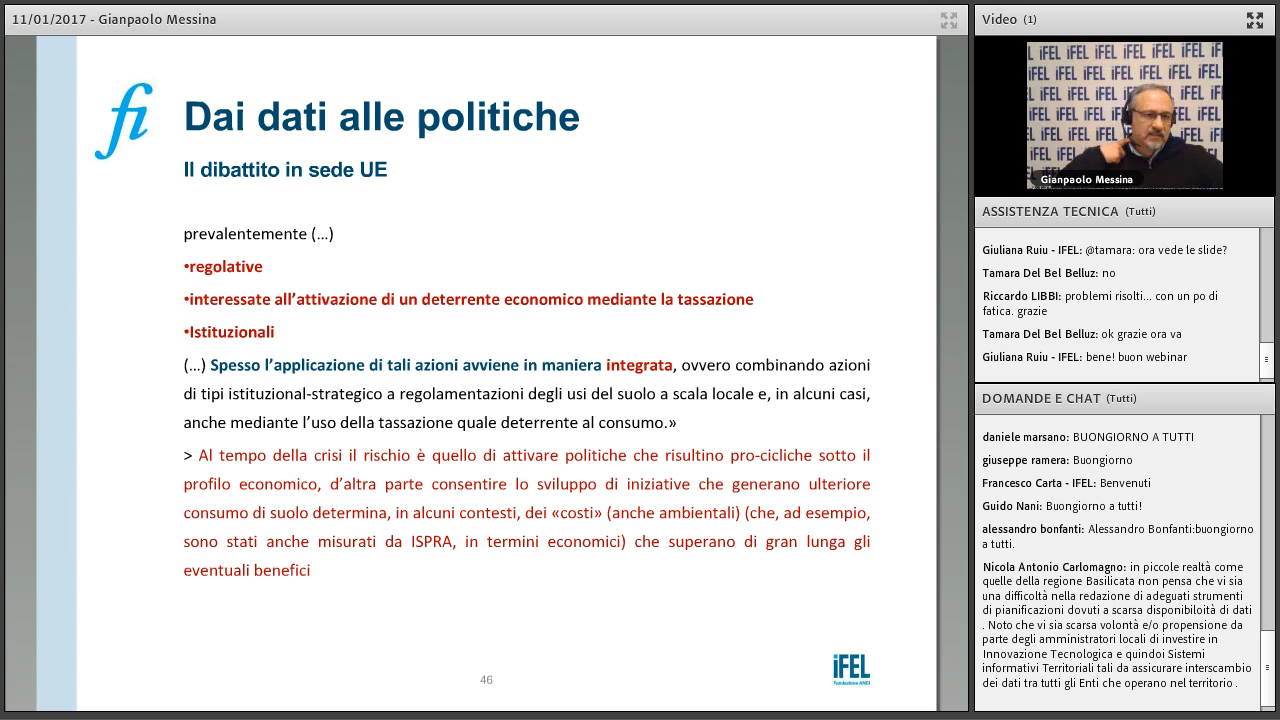 11/01/2017 - Gianpaolo Messina
fi
Dai dati alle politiche
Il dibattito in sede UE
prevalentemente (...)
•regolative
•interessate all'attivazione di un deterrente economico mediante la tassazione
•Istituzionali
(...) Spesso l'applicazione di tali azioni avviene in maniera integrata, ovvero combinando azioni
di tipi istituzional-strategico a regolamentazioni degli usi del suolo a scala locale e, in alcuni casi,
anche mediante l'uso della tassazione quale deterrente al consumo.»
> Al tempo della crisi il rischio è quello di attivare politiche che risultino pro-cicliche sotto il
profilo economico, d'altra parte consentire lo sviluppo di iniziative che generano ulteriore
consumo di suolo determina, in alcuni contesti, dei «costi» (anche ambientali) (che, ad esempio,
sono stati anche misurati da ISPRA, in termini economici) che superano di gran lunga gli
eventuali benefici
46
iFEL
Fondazione ANCI
Video (1)
iFEL iFEL iFEL iFEL
Gianpaolo Messina
ASSISTENZA TECNICA (Tutti)
Giuliana Ruiu - IFEL: @tamara: ora vede le slide?
Tamara Del Bel Belluz: no
Riccardo LIBBI: problemi risolti... con un po di
fatica. grazie
Tamara Del Bel Belluz: ok grazie ora va
Giuliana Ruiu - IFEL: bene! buon webinar
DOMANDE E CHAT (Tutti)
daniele marsano: BUONGIORNO A TUTTI
giuseppe ramera: Buongiorno
Francesco Carta - IFEL: Benvenuti
Guido Nani: Buongiorno a tutti!
alessandro bonfanti: Alessandro Bonfanti:buongiorno
a tutti.
Nicola Antonio Carlomagno: in piccole realtà come
quelle della regione Basilicata non pensa che vi sia
una difficoltà nella redazione di adeguati strumenti
di pianificazioni dovuti a scarsa disponibiloità di dati
. Noto che vi sia scarsa volontà e/o propensione da
parte degli amministratori locali di investire in
Innovazione Tecnologica e quindoi Sistemi
informativi Territoriali tali da assicurare interscambio
dei dati tra tutti gli Enti che operano nel territorio .